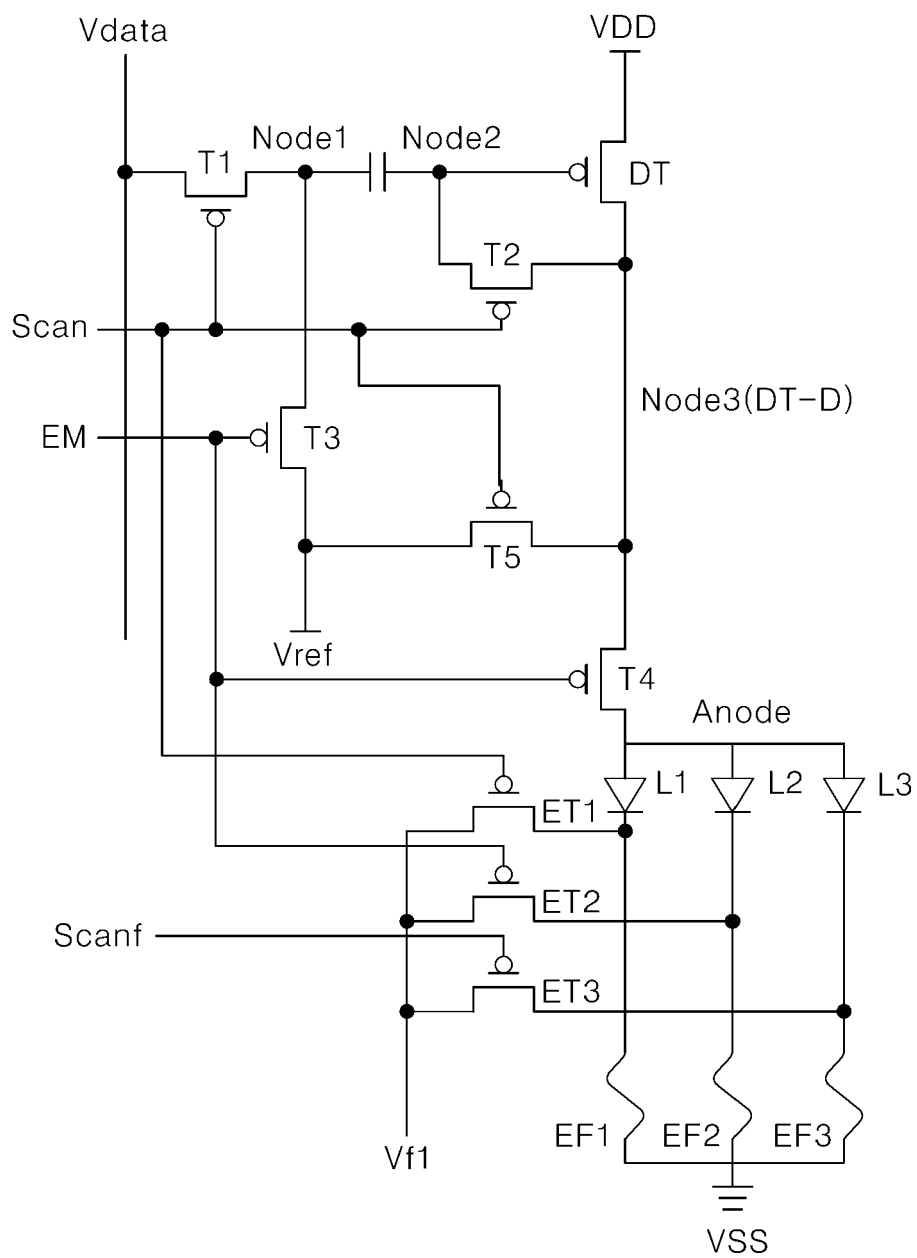 Vdata
VDD
Node1
Node2
T1
DT
T2
Scan
Node3(DT-D)
EM
T3
T5
Vref
T4
Anode
L1
L2
L3
ET1
ET2
Scanf
ET3
EF1
EF2
EF3
Vf1
VSS